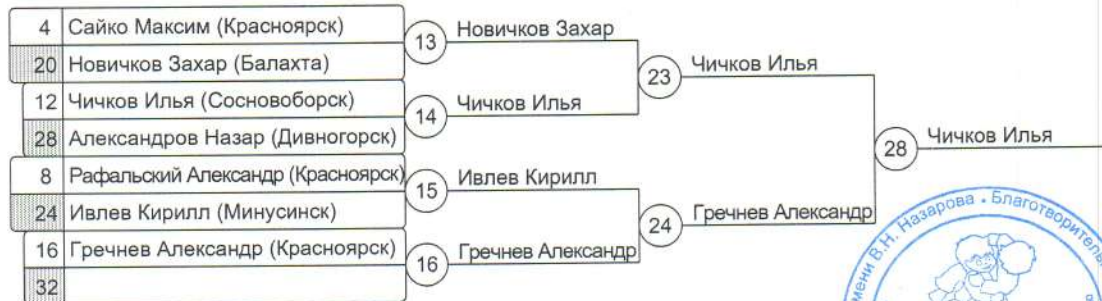 4 Сайко Максим (Красноярск)
20 Новичков Захар (Балахта)
12 Чичков Илья (Сосновоборск)
28 Александров Назар (Дивногорск)
8 Рафальский Александр (Красноярск)
24 Ивлев Кирилл (Минусинск)
16 Гречнев Александр (Красноярск)
32
13 Новичков Захар
14 Чичков Илья
15 Ивлев Кирилл
16 Гречнев Александр
23 Чичков Илья
24 Гречнев Александр
28 Чичков Илья
В.Н. Назарова •